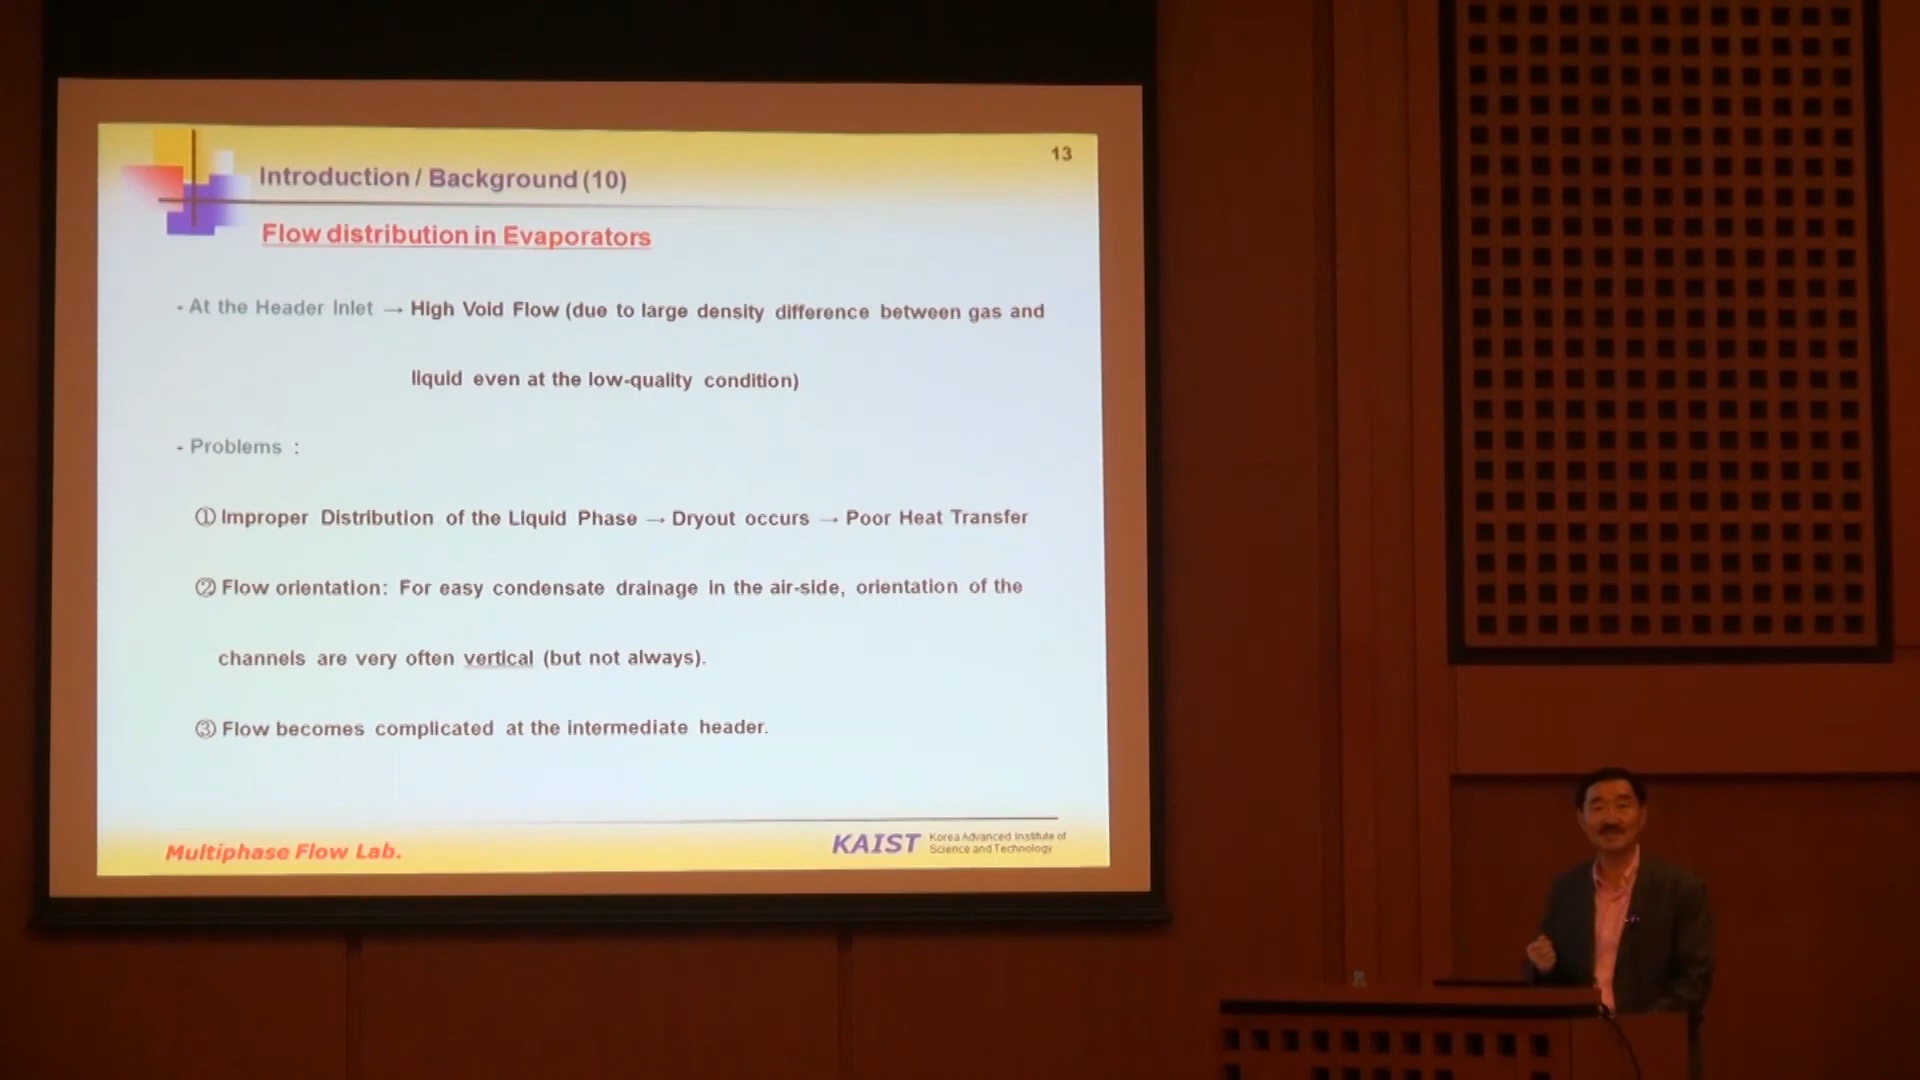 13
Introduction / Background (10)
Flow distribution in Evaporators
- At the Header Inlet → High Void Flow (due to large density difference between gas and
liquid even at the low-quality condition)
- Problems :
① Improper Distribution of the Liquid Phase → Dryout occurs → Poor Heat Transfer
② Flow orientation: For easy condensate drainage in the air-side, orientation of the
channels are very often vertical (but not always).
③ Flow becomes complicated at the intermediate header.
Multiphase Flow Lab.
KAIST
Korea Advanced Institute of
Science and Technology